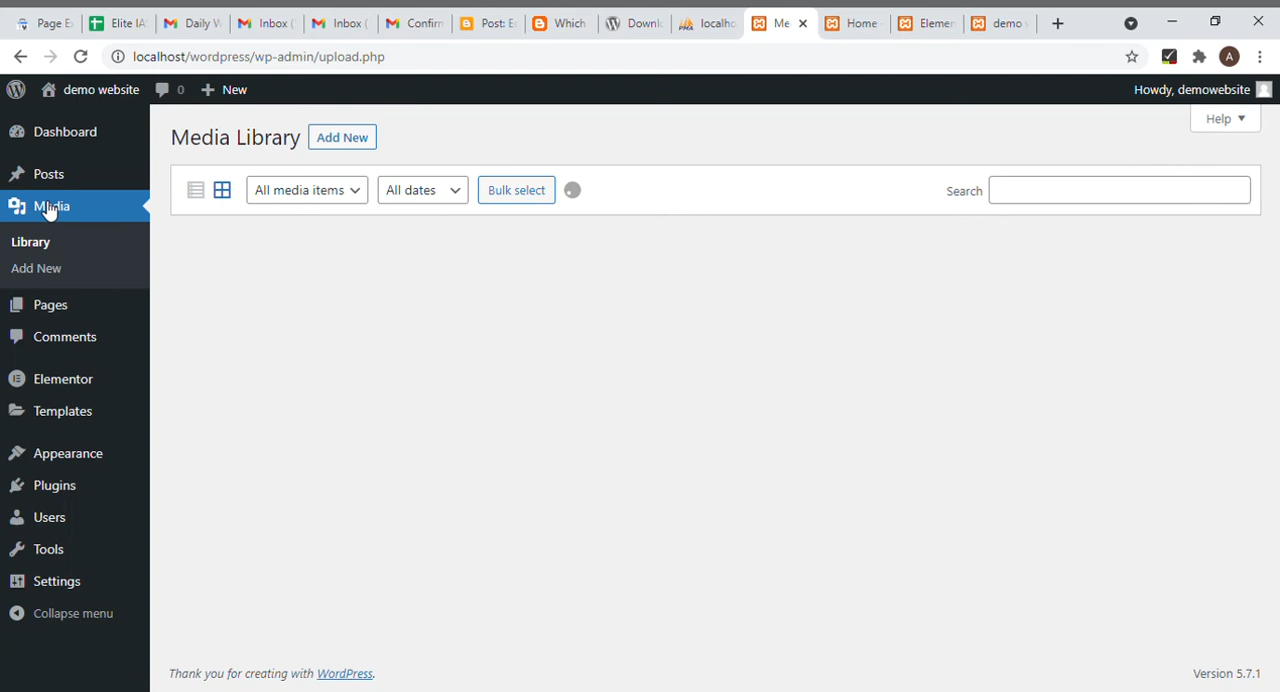 Page E
Elite IA
Daily W
Inbox (
Inbox (
Confirm
Post: E
Which
Downl
localho
Me
Home
Elemen
demo
localhost/wordpress/wp-admin/upload.php
A
demo website
0
New
Howdy, demowebsite
Dashboard
Posts
Media
Library
Add New
Pages
Comments
Elementor
Templates
Appearance
Plugins
Users
Tools
Settings
Collapse menu
Help
Media Library
Add New
All media items
All dates
Bulk select
Search
Thank you for creating with WordPress.
Version 5.7.1